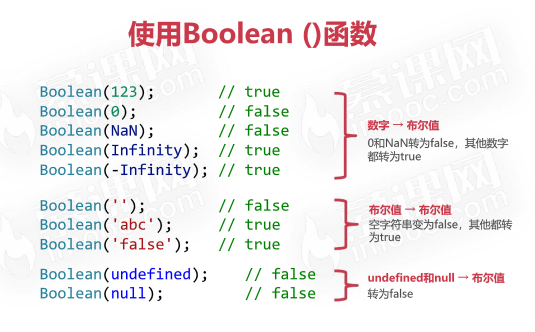 使用Boolean ()函数
Boolean(123); // true
Boolean(0); // false
Boolean(NaN); // false
Boolean(Infinity); // true
Boolean(-Infinity); // true
数字 → 布尔值
0和NaN转为false，其他数字
都转为true
Boolean(''); // false
Boolean('abc'); // true
Boolean('false'); // true
布尔值 → 布尔值
空字符串变为false，其他都转
为true
Boolean(undefined); // false
Boolean(null); // false
undefined和null → 布尔值
转为false